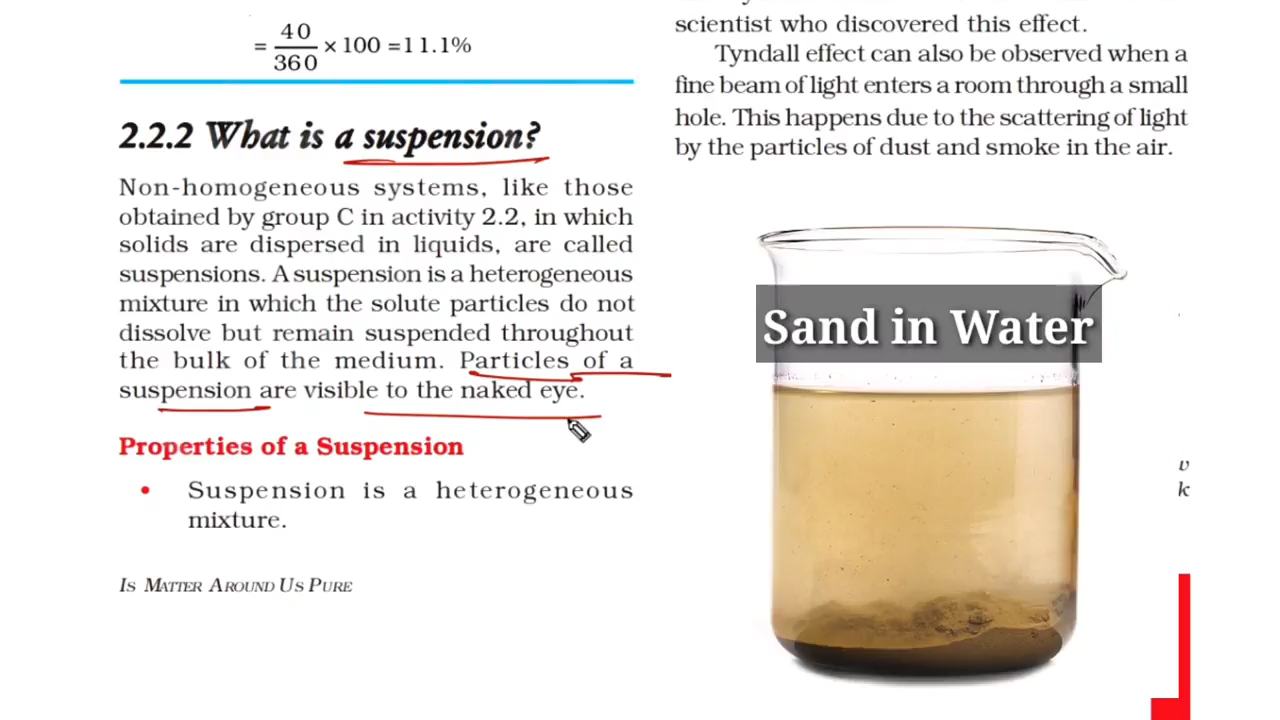 = 40/360 × 100 =11.1%
2.2.2 What is a suspension?
Non-homogeneous systems, like those
obtained by group C in activity 2.2, in which
solids are dispersed in liquids, are called
suspensions. A suspension is a heterogeneous
mixture in which the solute particles do not
dissolve but remain suspended throughout
the bulk of the medium. Particles of a
suspension are visible to the naked eye.
Properties of a Suspension
• Suspension is a heterogeneous
mixture.
IS MATTER AROUND US PURE
scientist who discovered this effect.
Tyndall effect can also be observed when a
fine beam of light enters a room through a small
hole. This happens due to the scattering of light
by the particles of dust and smoke in the air.
Sand in Water
v
k